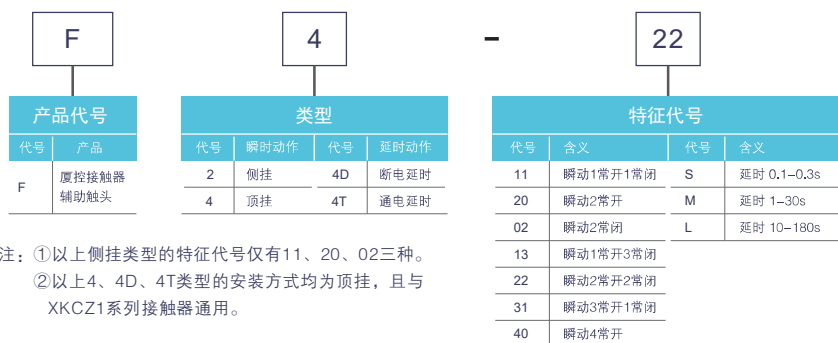 F 4 - 22
产品代号
代号 产品
F 厦控接触器
辅助触头
类型
代号 瞬时动作 代号 延时动作
2 侧挂 4D 断电延时
4 顶挂 4T 通电延时
特征代号
代号 含义 代号 含义
11 瞬动1常开1常闭 S 延时 0.1-0.3s
20 瞬动2常开 M 延时 1-30s
02 瞬动2常闭 L 延时 10-180s
13 瞬动1常开3常闭
22 瞬动2常开2常闭
31 瞬动3常开1常闭
40 瞬动4常开
注：①以上侧挂类型的特征代号仅有11、20、02三种。
②以上4、4D、4T类型的安装方式均为顶挂，且与
XKCZ1系列接触器通用。